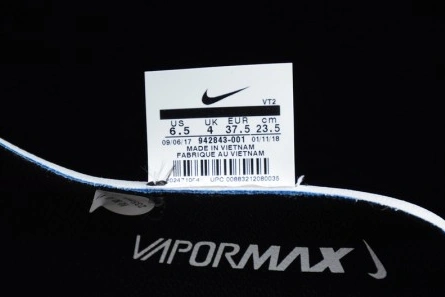 VT2
US UK EUR cm
6.5 4 37.5 23.5
09/06/17 942843-001 01/11/18
MADE IN VIETNAM
FABRIQUE AU VIETNAM
UPC 00883212080035
VAPORMAX